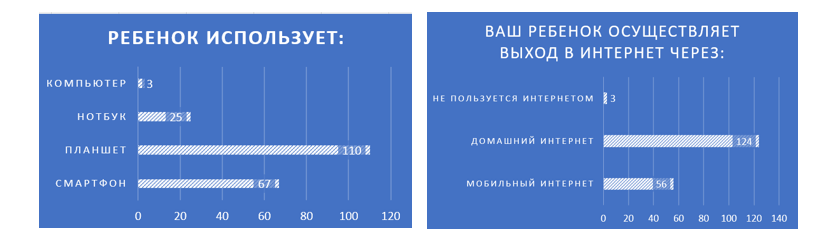 РЕБЕНОК ИСПОЛЬЗУЕТ:
КОМПЬЮТЕР 3
НОТБУК 25
ПЛАНШЕТ 110
СМАРТФОН 67
0 20 40 60 80 100 120
ВАШ РЕБЕНОК ОСУЩЕСТВЛЯЕТ
ВЫХОД В ИНТЕРНЕТ ЧЕРЕЗ:
НЕ ПОЛЬЗУЕТСЯ ИНТЕРНЕТОМ 3
ДОМАШНИЙ ИНТЕРНЕТ 124
МОБИЛЬНЫЙ ИНТЕРНЕТ 56
0 20 40 60 80 100 120 140